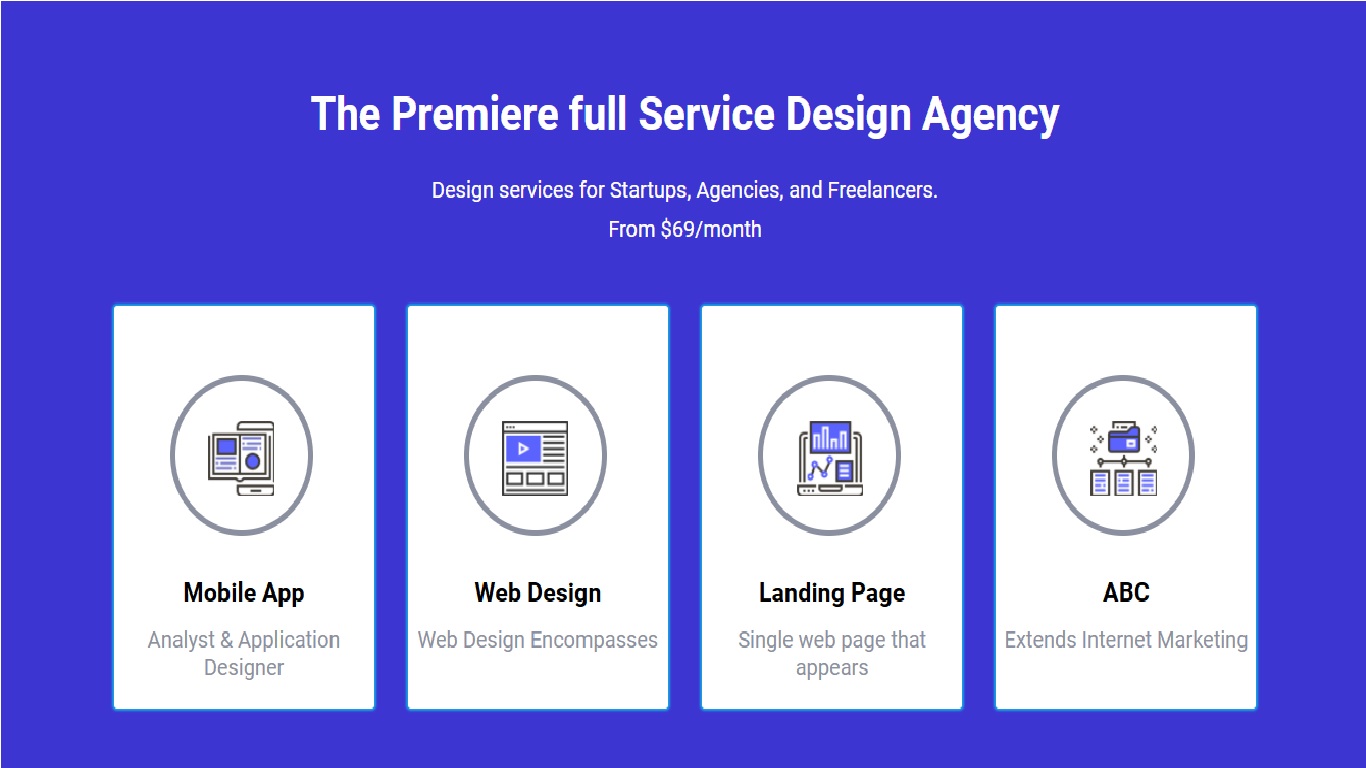 The Premiere full Service Design Agency
Design services for Startups, Agencies, and Freelancers.
From $69/month
Mobile App
Analyst & Application
Designer
Web Design
Web Design Encompasses
Landing Page
Single web page that
appears
ABC
Extends Internet Marketing